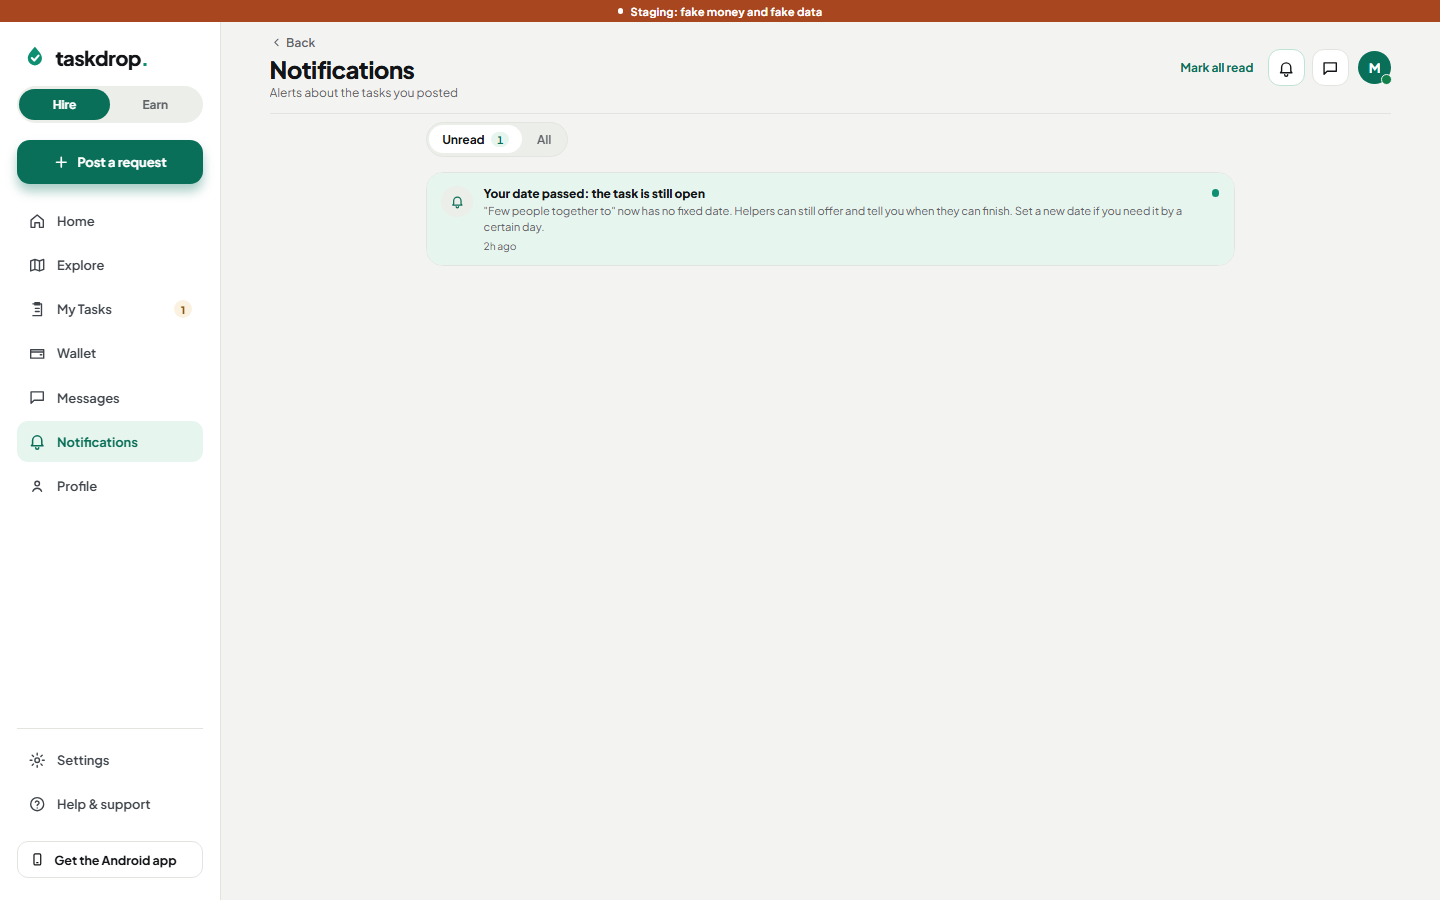 Staging: fake money and fake data
taskdrop.
Hire
Earn
Post a request
Home
Explore
My Tasks
1
Wallet
Messages
Notifications
Profile
Settings
Help & support
Get the Android app
Back
Notifications
Alerts about the tasks you posted
Mark all read
M
Unread 1
All
Your date passed: the task is still open
"Few people together to" now has no fixed date. Helpers can still offer and tell you when they can finish. Set a new date if you need it by a
certain day.
2h ago